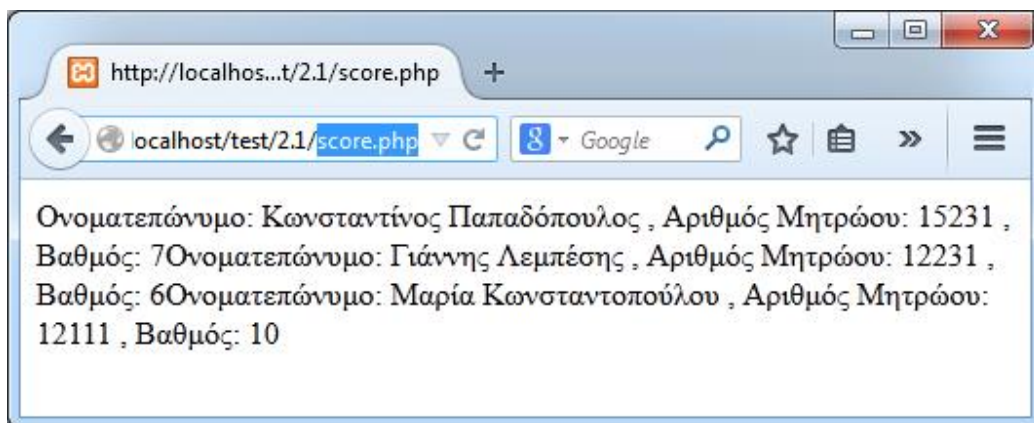 http://localhos...t/2.1/score.php
localhost/test/2.1/score.php
Google
Ονοματεπώνυμο: Κωνσταντίνος Παπαδόπουλος , Αριθμός Μητρώου: 15231 ,
Βαθμός: 7Ονοματεπώνυμο: Γιάννης Λεμπέσης , Αριθμός Μητρώου: 12231 ,
Βαθμός: 6Ονοματεπώνυμο: Μαρία Κωνσταντοπούλου , Αριθμός Μητρώου:
12111 , Βαθμός: 10